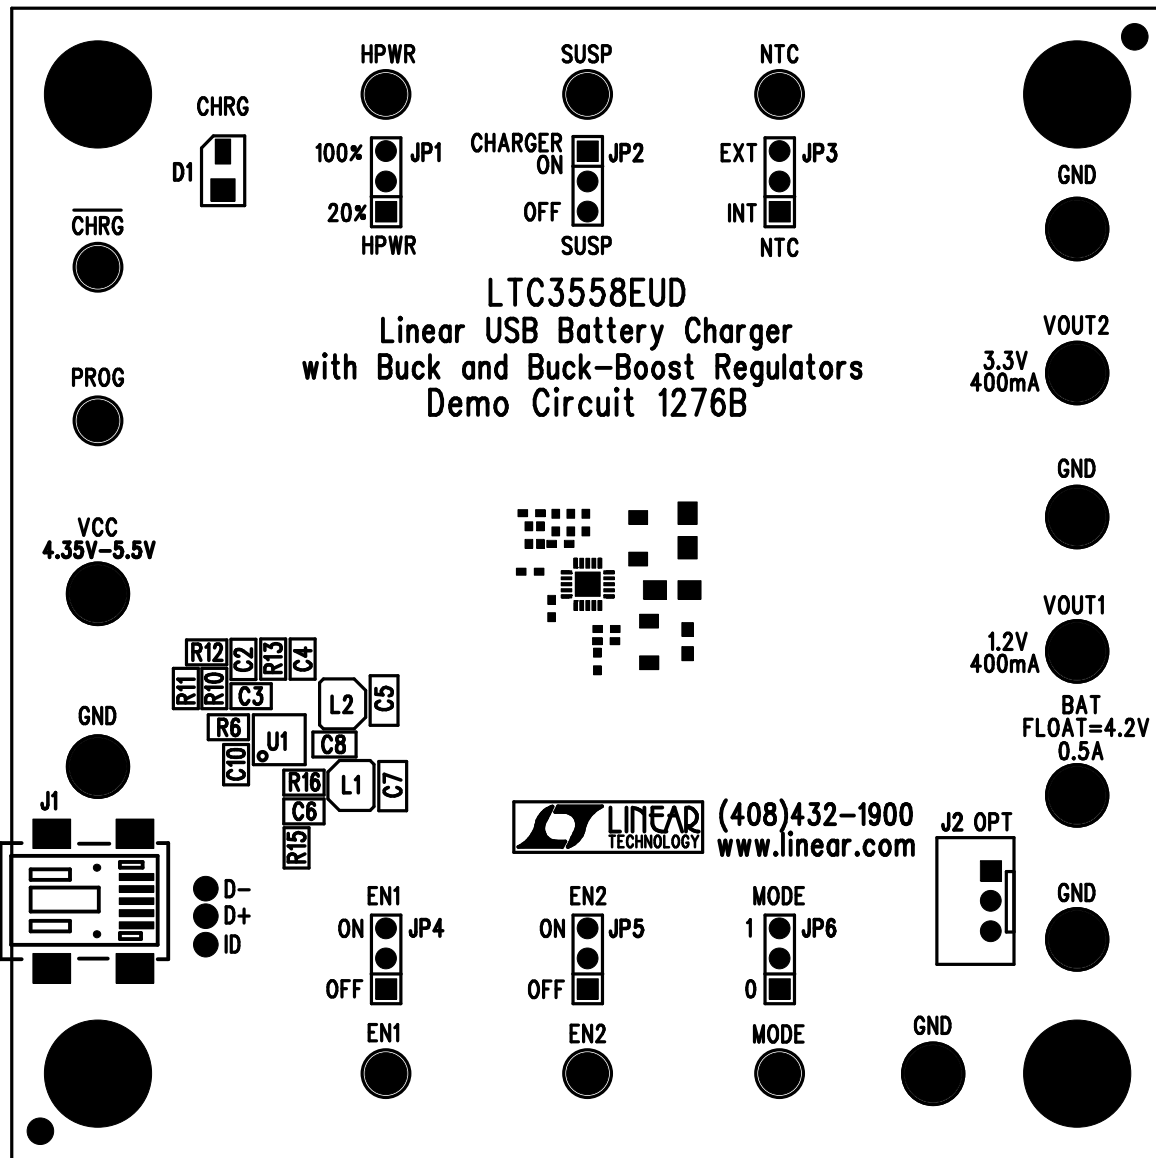 HPWR
SUSP
NTC
CHRG
D1
100%
JP1
20%
HPWR
CHARGER
ON
JP2
OFF
SUSP
EXT
JP3
INT
NTC
GND
CHRG
LTC3558EUD
Linear USB Battery Charger
with Buck and Buck-Boost Regulators
Demo Circuit 1276B
VOUT2
3.3V
400mA
PROG
GND
VCC
4.35V-5.5V
VOUT1
1.2V
400mA
R12
C2
R13
C4
R11
R10
C3
L2
C5
GND
R6
U1
C8
C10
R16
L1
C7
C6
R15
BAT
FLOAT=4.2V
0.5A
J1
LINEAR
TECHNOLOGY
(408)432-1900
www.linear.com
J2 OPT
D-
D+
ID
EN1
ON
JP4
OFF
EN1
EN2
ON
JP5
OFF
EN2
MODE
1
JP6
0
MODE
GND
GND